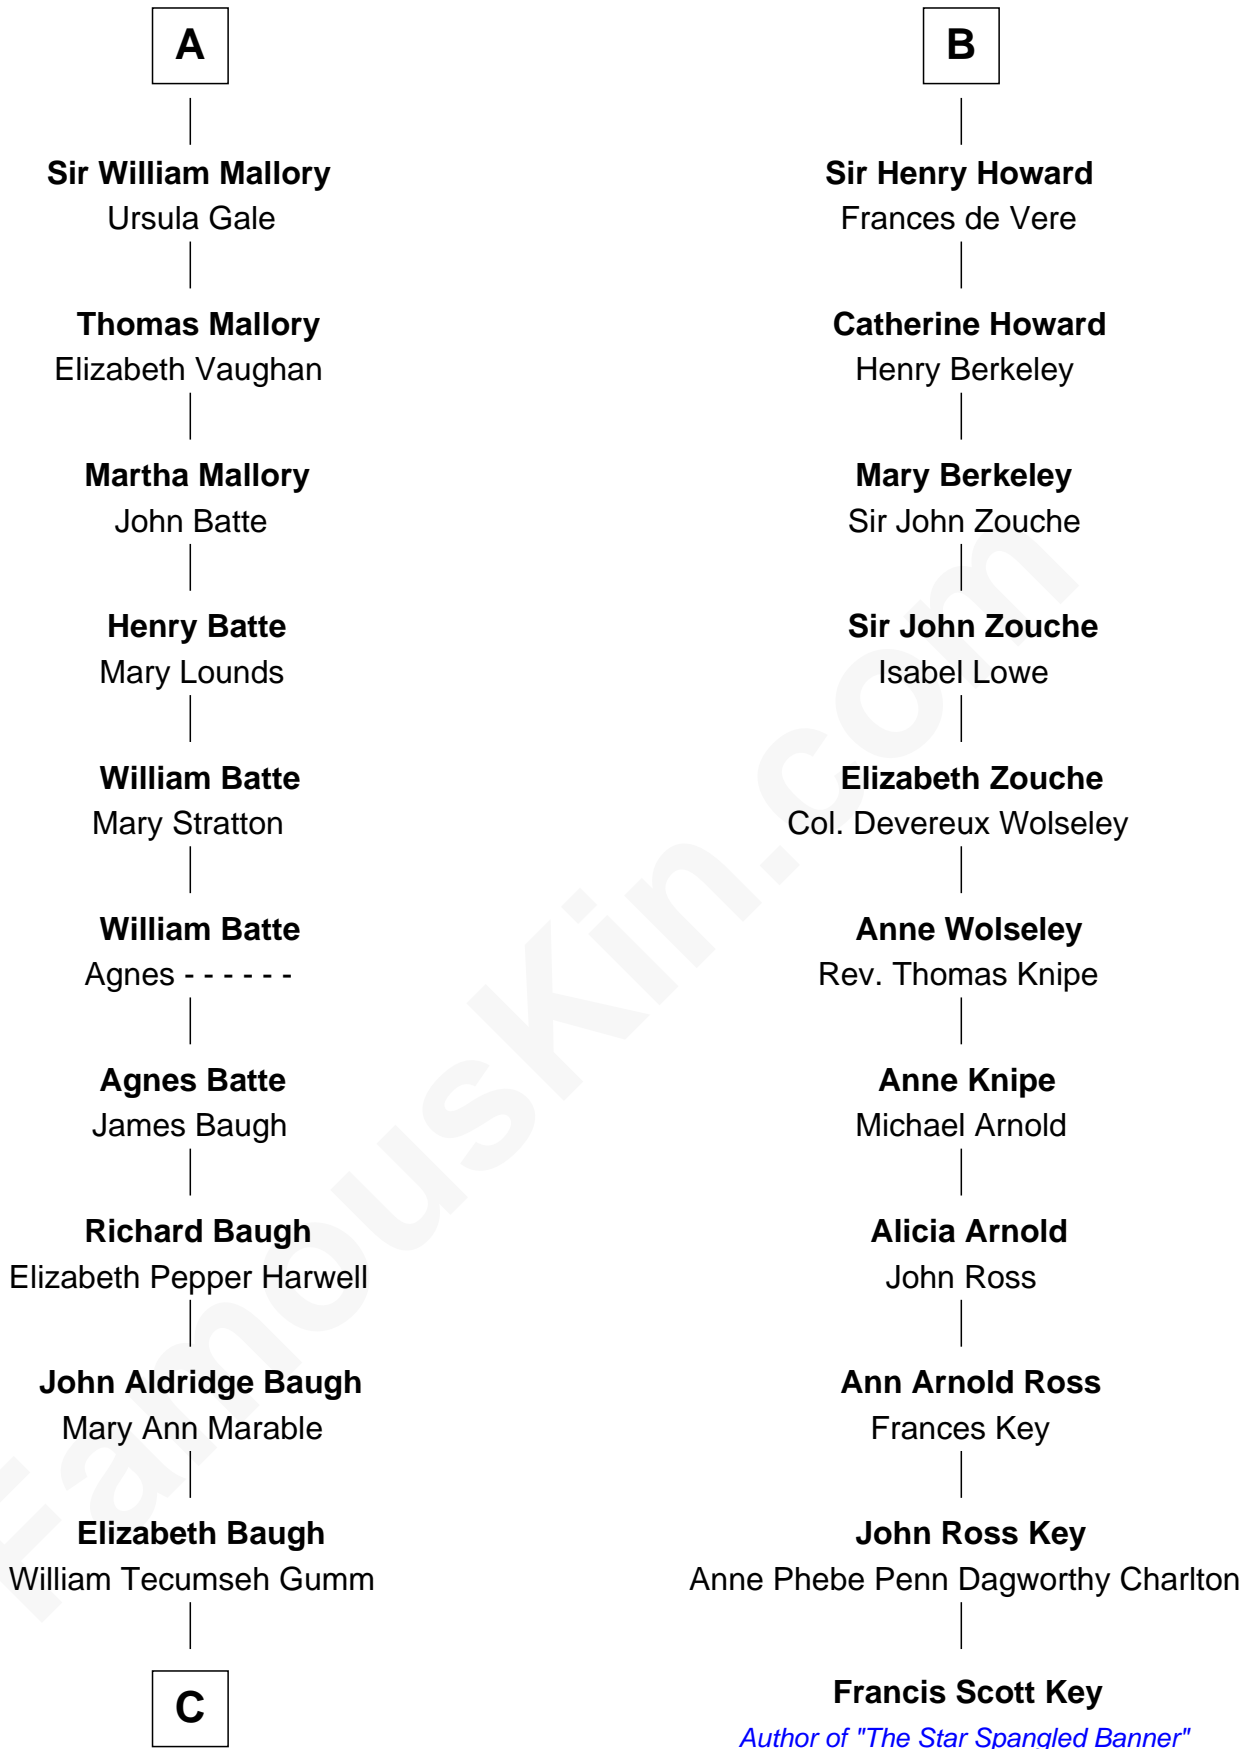 A
Sir William Mallory
Ursula Gale
Thomas Mallory
Elizabeth Vaughan
Martha Mallory
John Batte
Henry Batte
Mary Lounds
William Batte
Mary Stratton
William Batte
Agnes - - - - - -
Agnes Batte
James Baugh
Richard Baugh
Elizabeth Pepper Harwell
John Aldridge Baugh
Mary Ann Marable
Elizabeth Baugh
William Tecumseh Gumm
C
B
Sir Henry Howard
Frances de Vere
Catherine Howard
Henry Berkeley
Mary Berkeley
Sir John Zouche
Sir John Zouche
Isabel Lowe
Elizabeth Zouche
Col. Devereux Wolseley
Anne Wolseley
Rev. Thomas Knipe
Anne Knipe
Michael Arnold
Alicia Arnold
John Ross
Ann Arnold Ross
Frances Key
John Ross Key
Anne Phebe Penn Dagworthy Charlton
Francis Scott Key
Author of "The Star Spangled Banner"
FamousKin.com